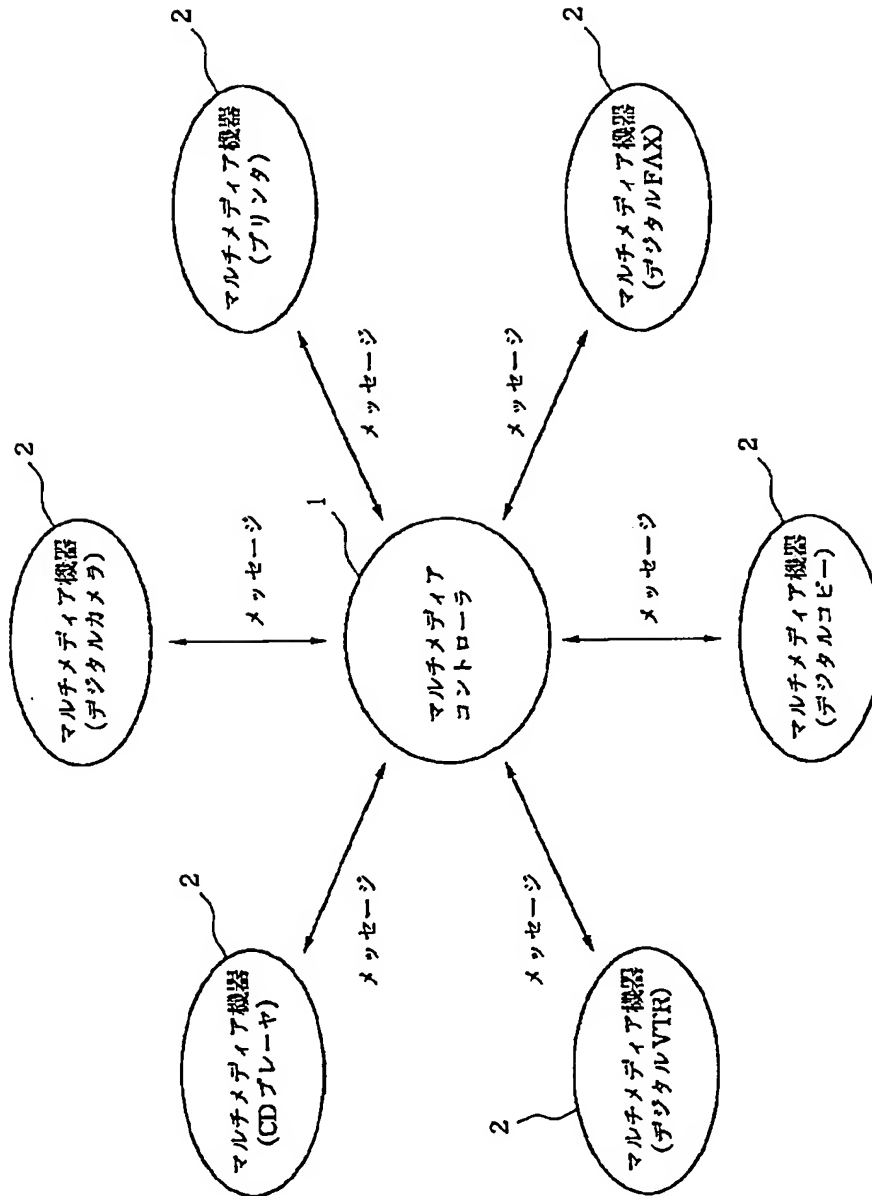 マルチメディア機器
(デジタルカメラ)
2
マルチメディア機器
(CDプレーヤ)
2
マルチメディア機器
(プリンタ)
2
メッセージ
メッセージ
メッセージ
マルチメディア
コントローラ
1
メッセージ
メッセージ
メッセージ
マルチメディア機器
(デジタルVTR)
2
マルチメディア機器
(デジタルFAX)
2
マルチメディア機器
(デジタルコピー)
2